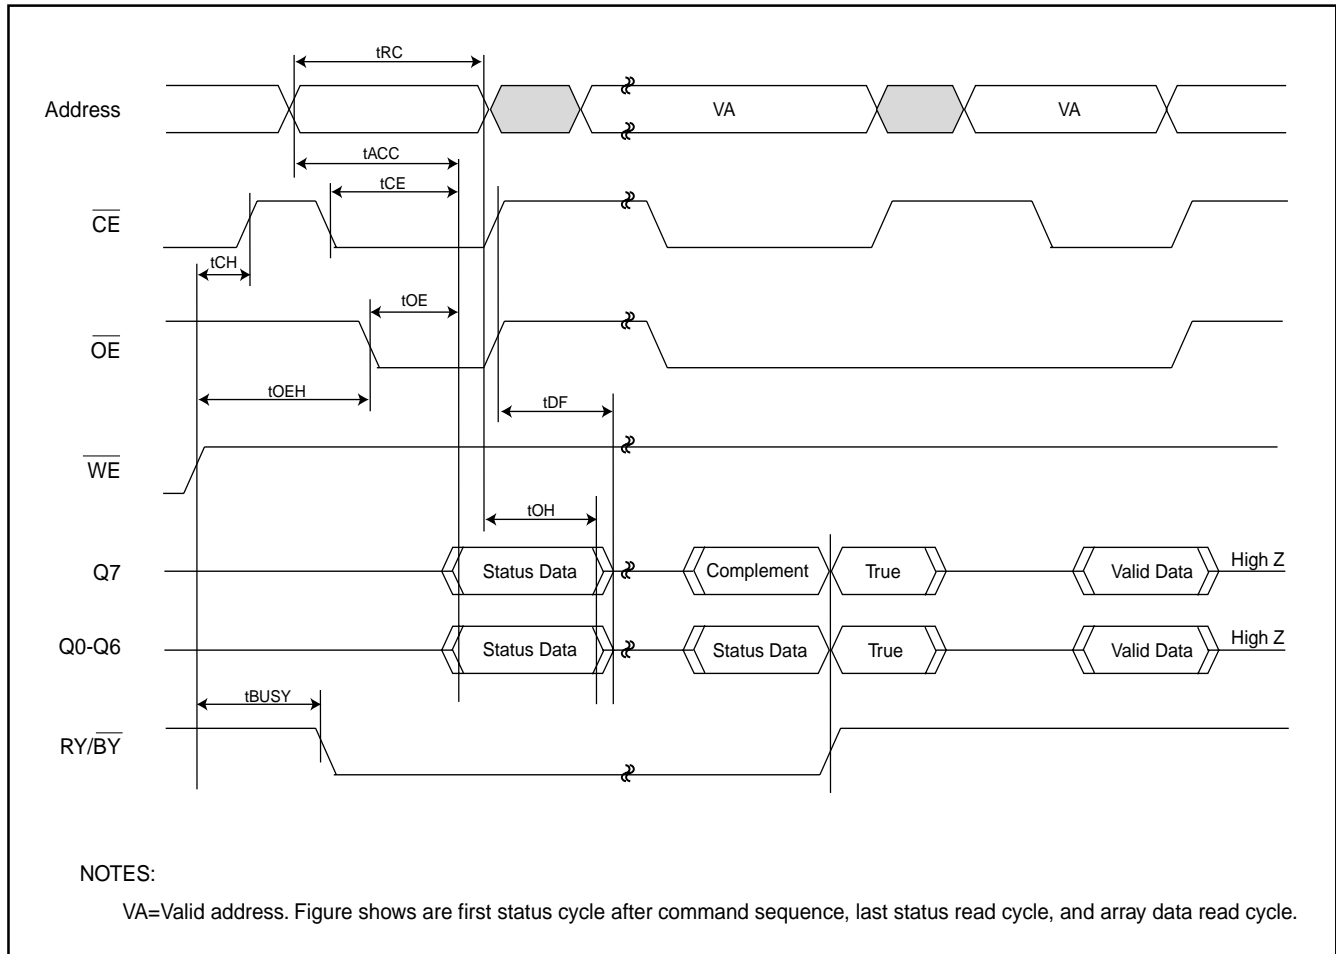 tRC
Address VA VA
tACC
tCE
CE
tCH
tOE
OE
tOEH
tDF
WE
tOH
Q7 Status Data Complement True Valid Data High Z
Q0-Q6 Status Data Status Data True Valid Data High Z
tBUSY
RY/BY
NOTES:
VA=Valid address. Figure shows are first status cycle after command sequence, last status read cycle, and array data read cycle.